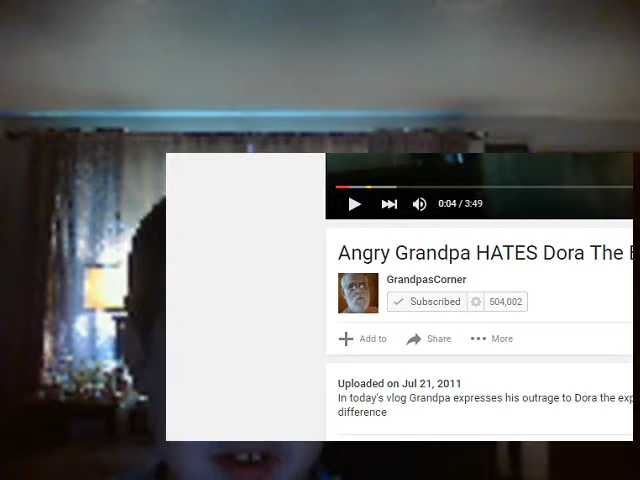 0:04 / 3:49
Angry Grandpa HATES Dora The
GrandpasCorner
Subscribed 504,002
Add to Share More
Uploaded on Jul 21, 2011
In today's vlog Grandpa expresses his outrage to Dora the exp
difference